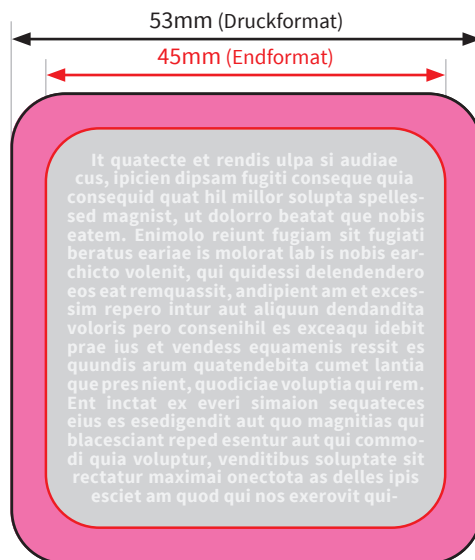 53mm (Druckformat)
45mm (Endformat)
It quatecte et rendis ulpa si audiae
cus, ipicien dipsam fugiti conseque quia
consequid quat hil millor solupta spelles-
sed magnist, ut dolorro beatat que nobis
eatem. Enimolo reiunt fugiam sit fugiati
beratus eariae is molorat lab is nobis ear-
chicto volenit, qui quidessi delendendero
eos eat remquassit, andipient am et exces-
sim repero intur aut aliquun dendandita
voloris pero consenihil es exceaqu idebit
prae ius et vendess equamenis ressit es
quundis arum quatendebita cumet lantia
que pres nient, quodiciae voluptia qui rem.
Ent inctat ex everi simaion sequateces
eius es esedigendit aut quo magnitias qui
blacesciant reped esentur aut qui commo-
di quia voluptur, venditibus soluptate sit
rectatur maximai onectota as delles ipis
esciet am quod qui nos exerovit qui-